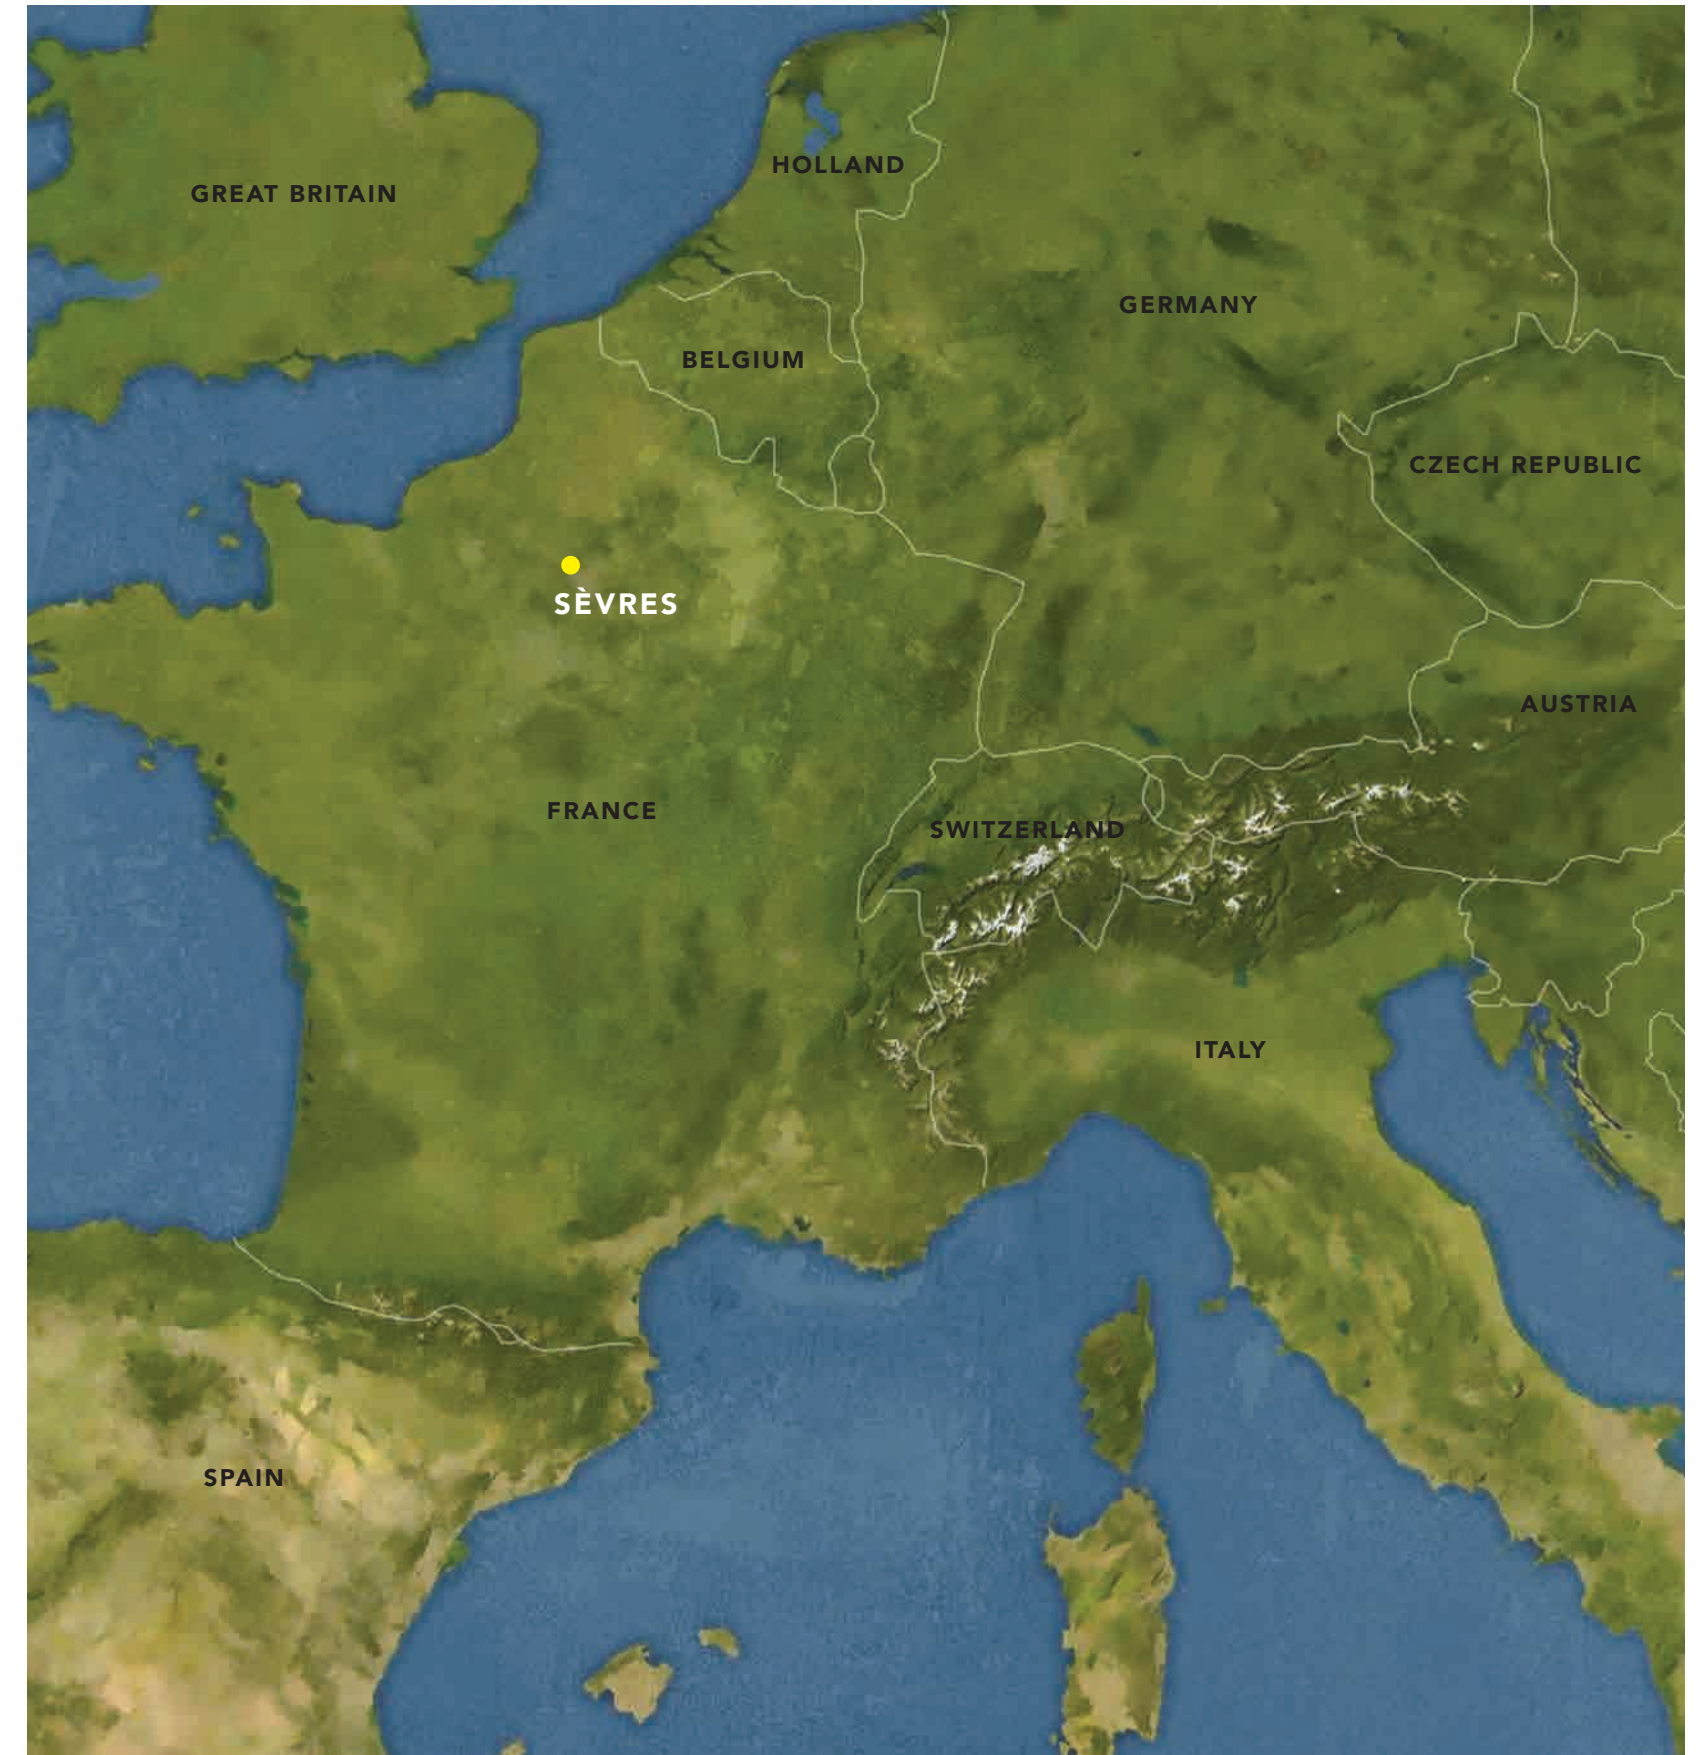 HOLLAND
GREAT BRITAIN
GERMANY
BELGIUM
CZECH REPUBLIC
SÈVRES
AUSTRIA
FRANCE
SWITZERLAND
ITALY
SPAIN